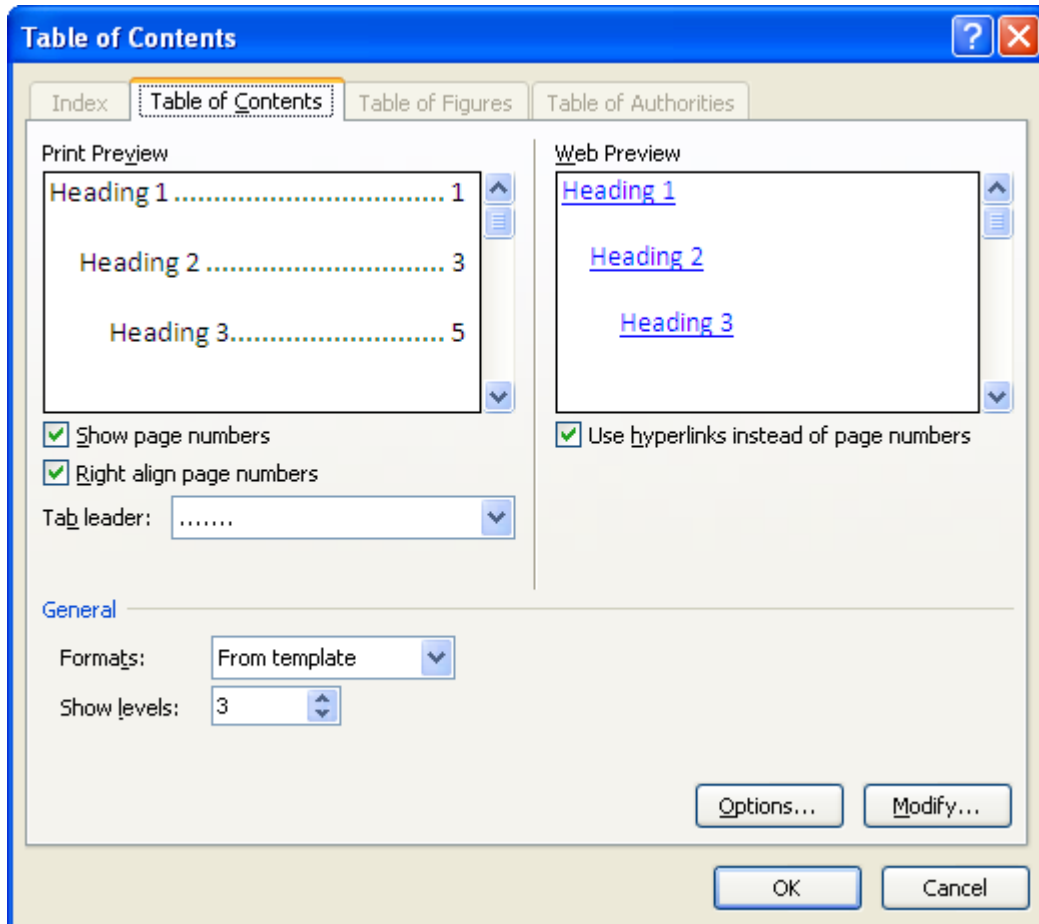 Table of Contents
Index Table of Contents Table of Figures Table of Authorities
Print Preview
Heading 1 ................................ 1
Heading 2 ............................ 3
Heading 3......................... 5
Show page numbers
Right align page numbers
Tab leader: .......
Web Preview
Heading 1
Heading 2
Heading 3
Use hyperlinks instead of page numbers
General
Formats: From template
Show levels: 3
Options... Modify...
OK Cancel